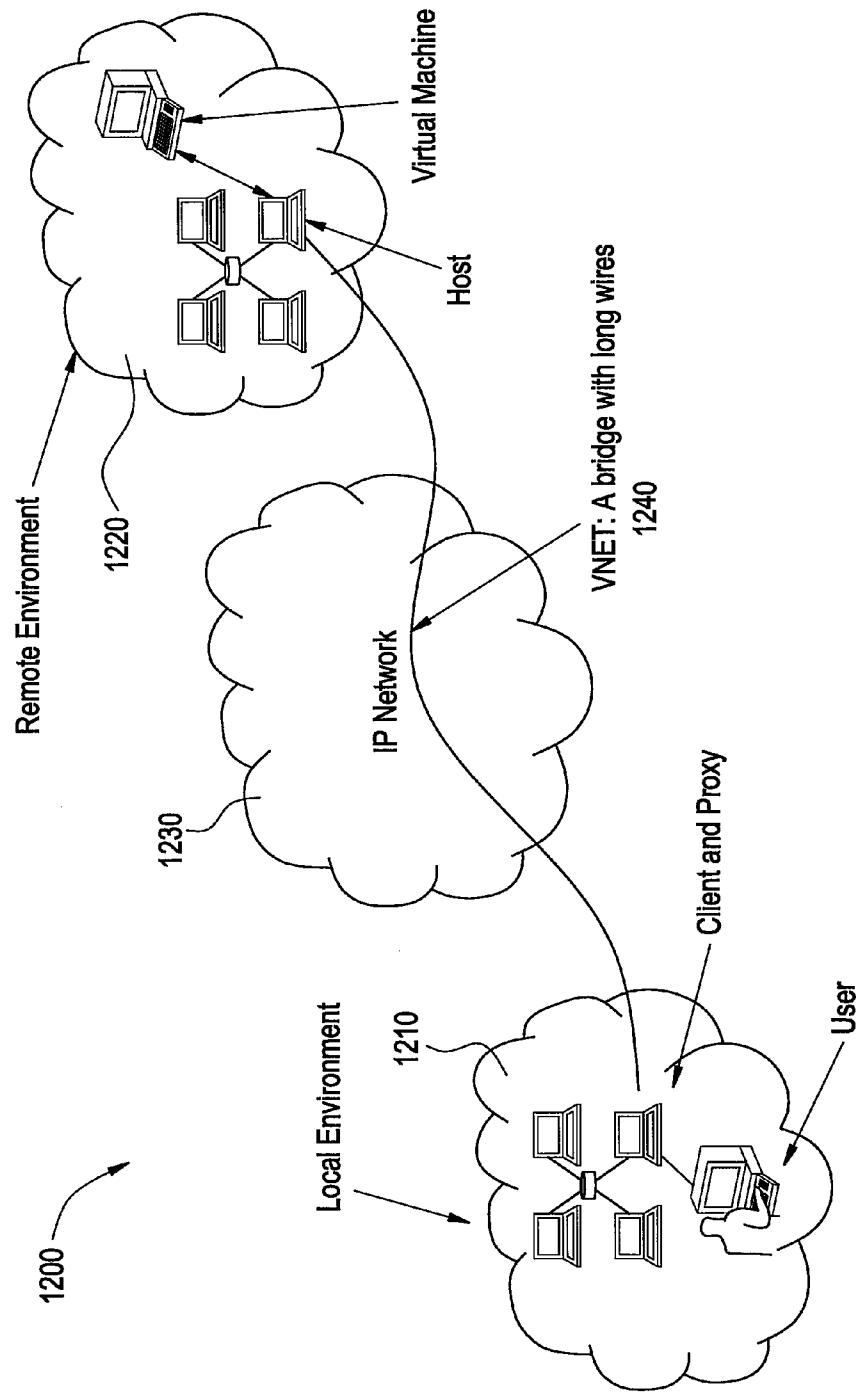 1200
Local Environment
1210
Client and Proxy
User
1230
IP Network
VNET: A bridge with long wires
1240
Remote Environment
1220
Host
Virtual Machine